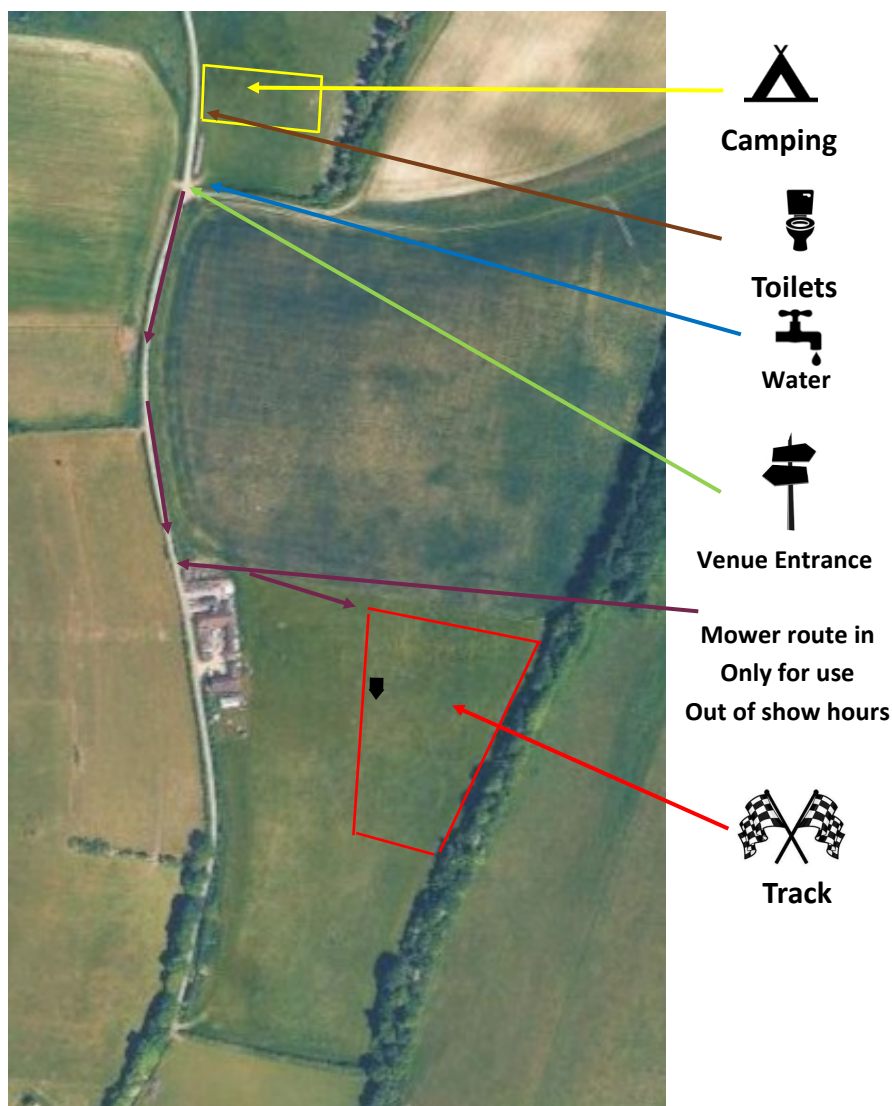 Camping
Toilets
Water
Venue Entrance
Mower route in
Only for use
Out of show hours
Track